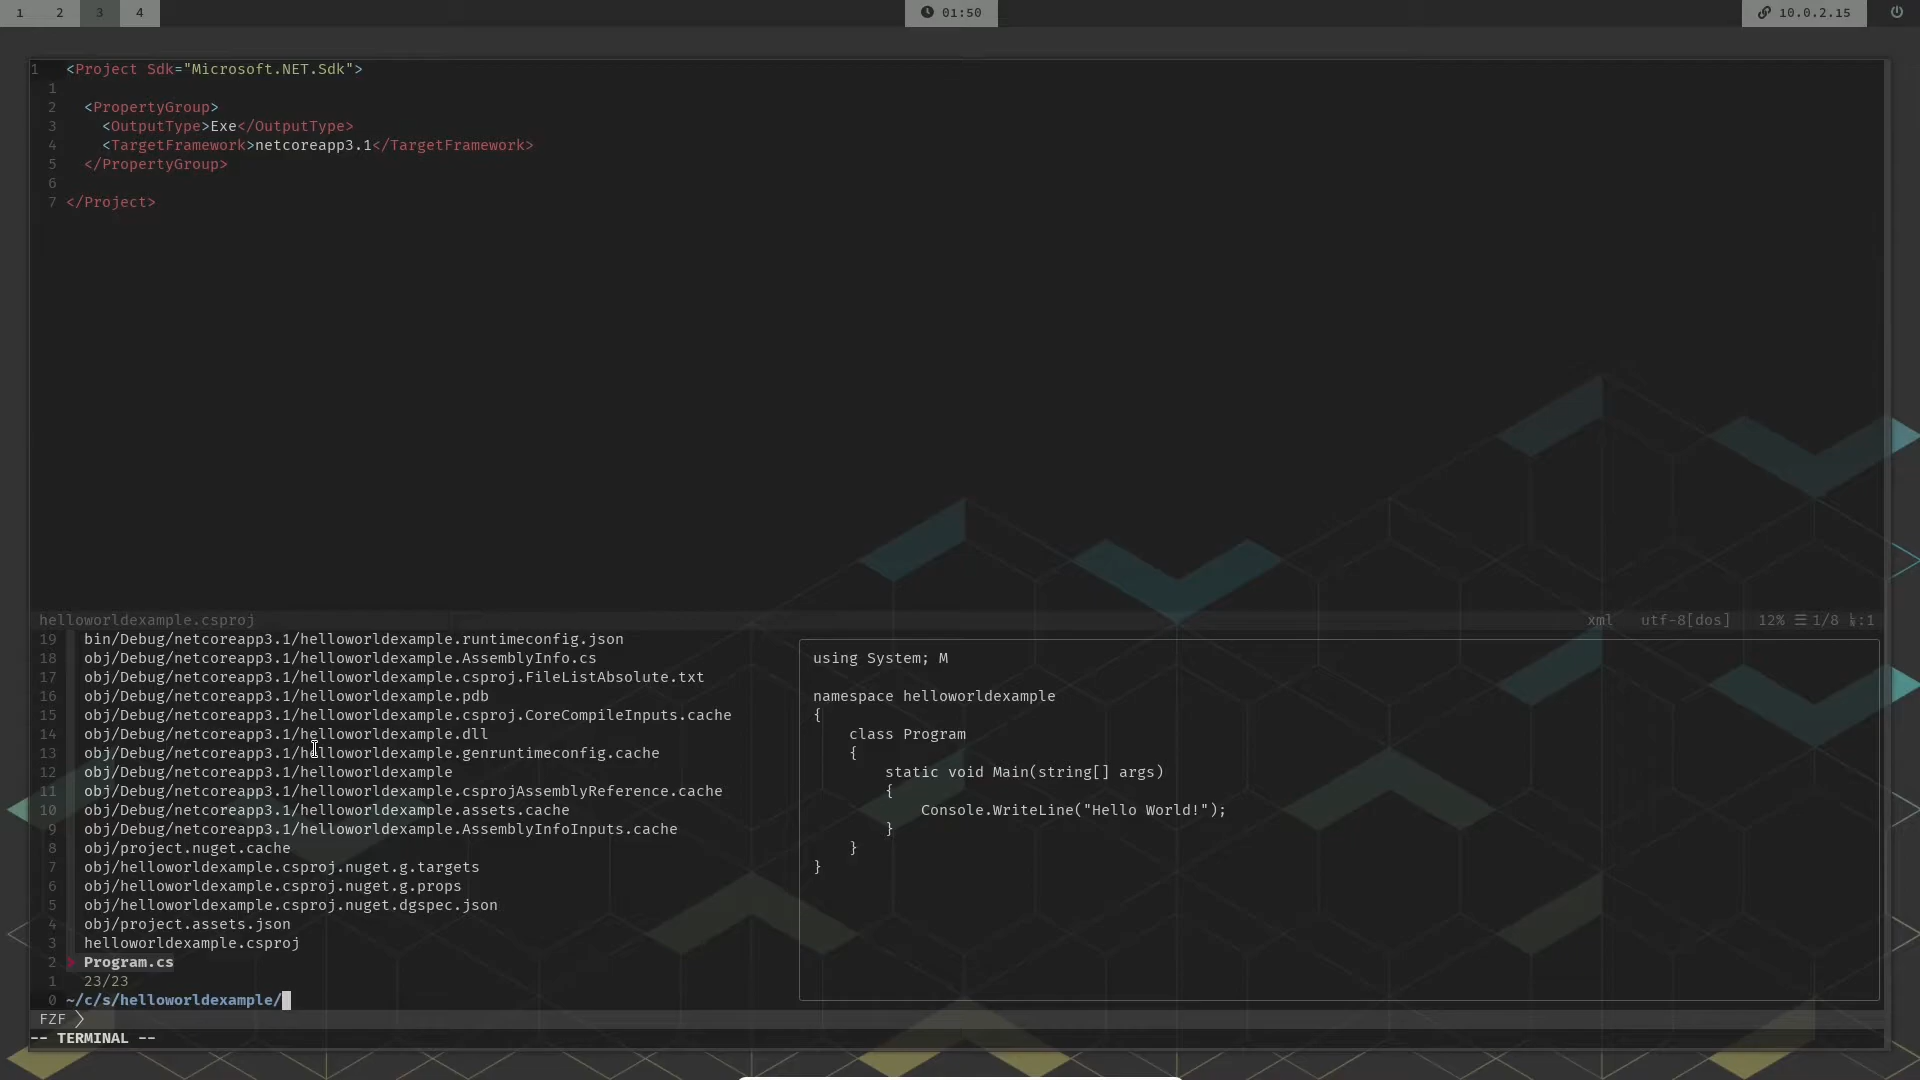 1 2 3 4 01:50 10.0.2.15
1 <Project Sdk="Microsoft.NET.Sdk">
1
2 <PropertyGroup>
3 <OutputType>Exe</OutputType>
4 <TargetFramework>netcoreapp3.1</TargetFramework>
5 </PropertyGroup>
6
7 </Project>
helloworldexample.csproj xml utf-8[dos] 12% ☰ 1/8 :1
19 bin/Debug/netcoreapp3.1/helloworldexample.runtimeconfig.json
18 obj/Debug/netcoreapp3.1/helloworldexample.AssemblyInfo.cs
17 obj/Debug/netcoreapp3.1/helloworldexample.csproj.FileListAbsolute.txt
16 obj/Debug/netcoreapp3.1/helloworldexample.pdb
15 obj/Debug/netcoreapp3.1/helloworldexample.csproj.CoreCompileInputs.cache
14 obj/Debug/netcoreapp3.1/helloworldexample.dll
13 obj/Debug/netcoreapp3.1/helloworldexample.genruntimeconfig.cache
12 obj/Debug/netcoreapp3.1/helloworldexample
11 obj/Debug/netcoreapp3.1/helloworldexample.csprojAssemblyReference.cache
10 obj/Debug/netcoreapp3.1/helloworldexample.assets.cache
9 obj/Debug/netcoreapp3.1/helloworldexample.AssemblyInfoInputs.cache
8 obj/project.nuget.cache
7 obj/helloworldexample.csproj.nuget.g.targets
6 obj/helloworldexample.csproj.nuget.g.props
5 obj/helloworldexample.csproj.nuget.dgspec.json
4 obj/project.assets.json
3 helloworldexample.csproj
2 Program.cs
1 23/23
0 ~/c/s/helloworldexample/
using System; M
namespace helloworldexample
{
class Program
{
static void Main(string[] args)
{
Console.WriteLine("Hello World!");
}
}
}
FZF
-- TERMINAL --